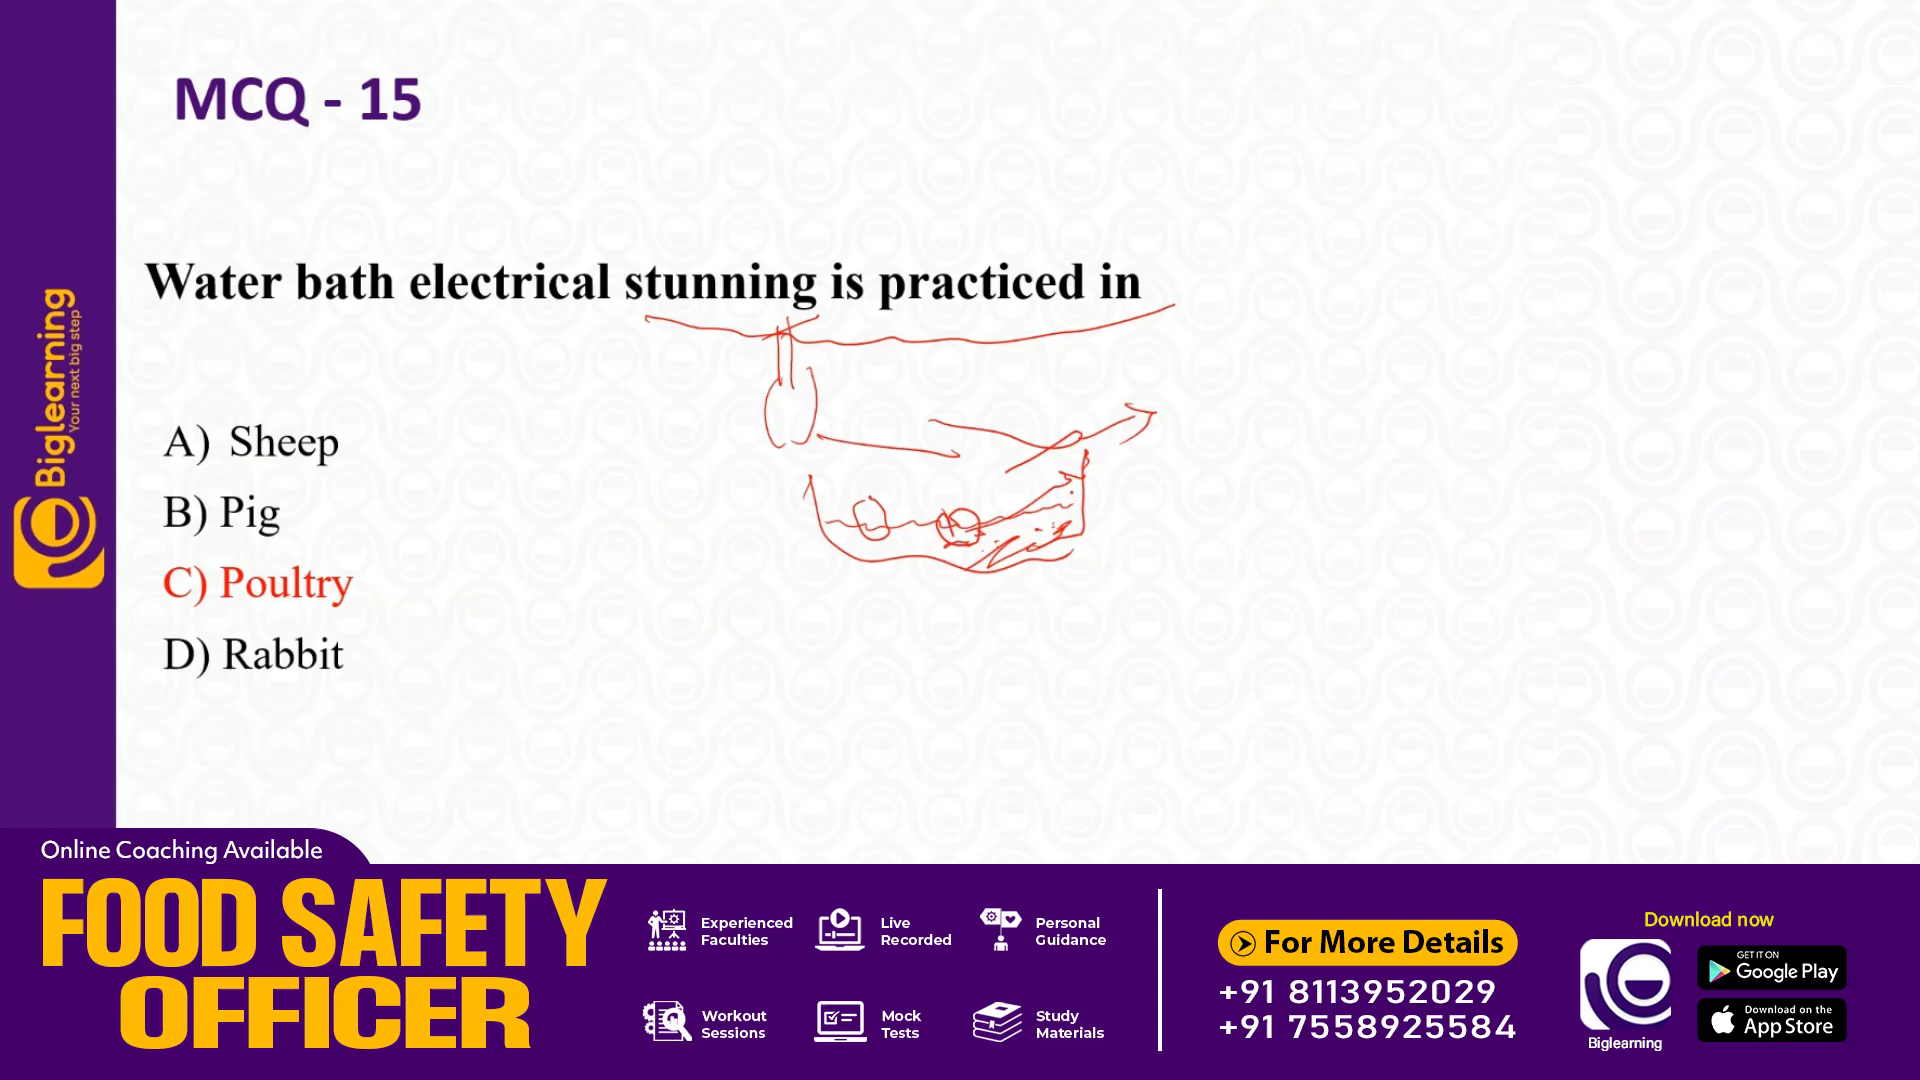 MCQ - 15
Water bath electrical stunning is practiced in
A) Sheep
B) Pig
C) Poultry
D) Rabbit
Biglearning
Your next big step
Online Coaching Available
FOOD SAFETY
OFFICER
Experienced
Faculties
Live
Recorded
Personal
Guidance
Workout
Sessions
Mock
Tests
Study
Materials
For More Details
+91 8113952029
+91 7558925584
Download now
Biglearning
GET IT ON
Google Play
Download on the
App Store